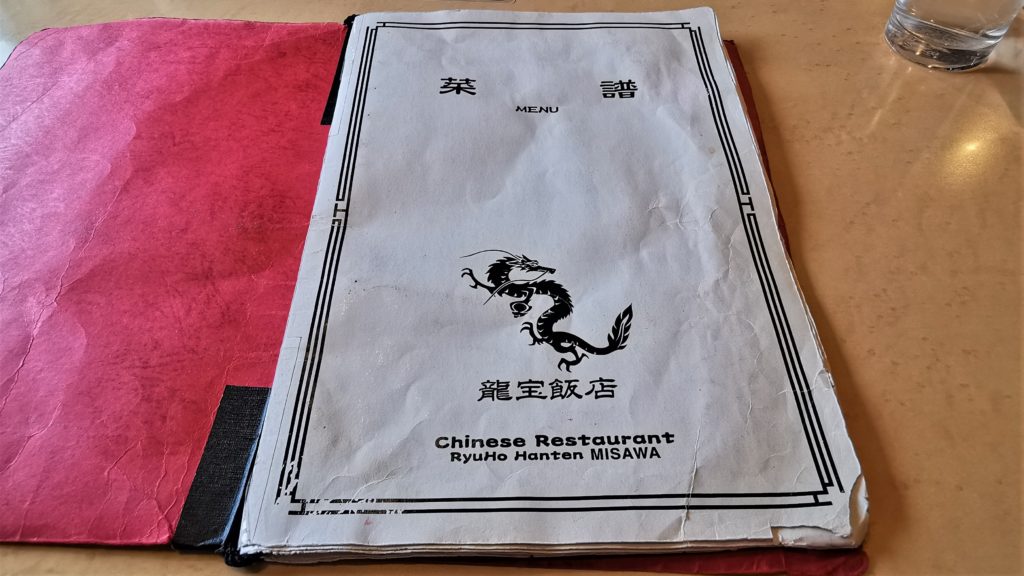 菜 譜
MENU
龍宝飯店
Chinese Restaurant
RyuHo Hanten MISAWA